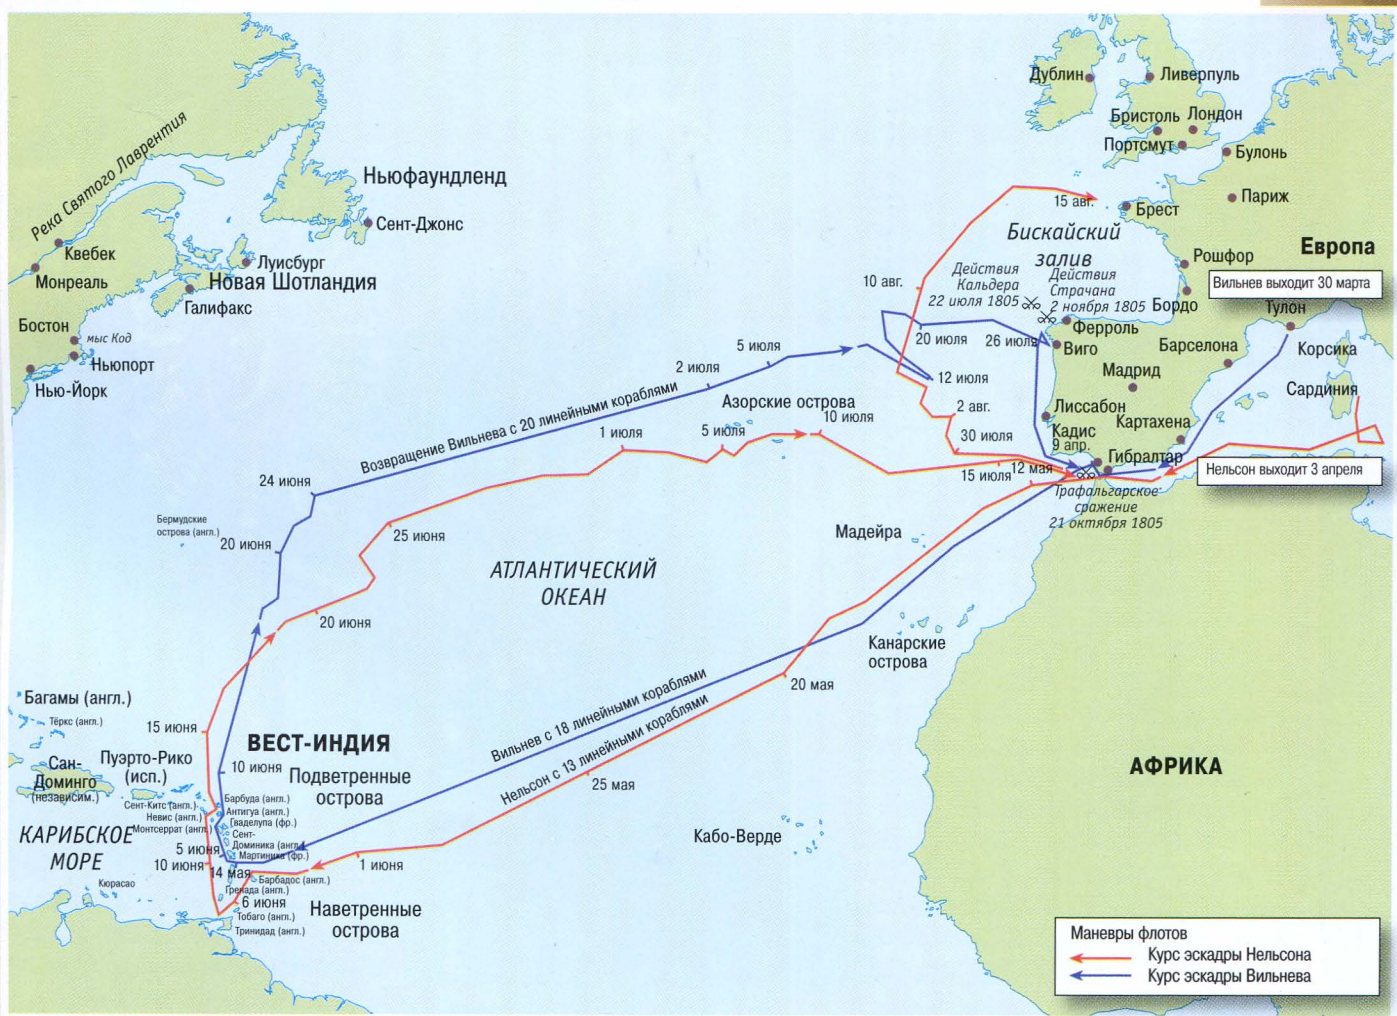 Дублин
Ливерпуль
Бристоль
Лондон
Портсмут
Булонь
Париж
15 авг.
Брест
Бискайский
залив
Рошфор
Европа
Река Святого Лаврентия
Ньюфаундленд
Сент-Джонс
Квебек
Монреаль
Луисбург
Новая Шотландия
Галифакс
Бостон
мыс Код
Ньюпорт
Нью-Йорк
10 авг.
Действия
Кальдера
22 июля 1805
Действия
Страчана
2 ноября 1805
Бордо
Вильнев выходит 30 марта
Тулон
Ферроль
Виго
20 июля
26 июля
Барселона
Корсика
Мадрид
Сардиния
2 июля
5 июля
12 июля
Возвращение Вильнева с 20 линейными кораблями
Азорские острова
10 июля
2 авг.
Лиссабон
Картахена
Кадис
9 апр.
1 июля
5 июля
30 июля
Гибралтар
12 мая
15 июля
Нельсон выходит 3 апреля
Трафальгарское
сражение
21 октября 1805
24 июня
Бермудские
острова (англ.)
20 июня
25 июня
Мадейра
АТЛАНТИЧЕСКИЙ
ОКЕАН
20 июня
Канарские
острова
20 мая
Вильнев с 18 линейными кораблями
Нельсон с 13 линейными кораблями
25 мая
Багамы (англ.)
Тёркс (англ.)
15 июня
ВЕСТ-ИНДИЯ
Сан-
Доминго
(независим.)
Пуэрто-Рико
(исп.)
10 июня
Подветренные
острова
АФРИКА
Сент-Китс (англ.)
Невис (англ.)
Монтсеррат (англ.)
Барбуда (англ.)
Антигуа (англ.)
Гваделупа (фр.)
Сент-
Доминика (англ.)
Мартиника (фр.)
КАРИБСКОЕ
МОРЕ
5 июня
10 июня
14 мая
1 июня
Кабо-Верде
Кюрасао
Барбадос (англ.)
Гренада (англ.)
6 июня
Тобаго (англ.)
Тринидад (англ.)
Наветренные
острова
Маневры флотов
Курс эскадры Нельсона
Курс эскадры Вильнева